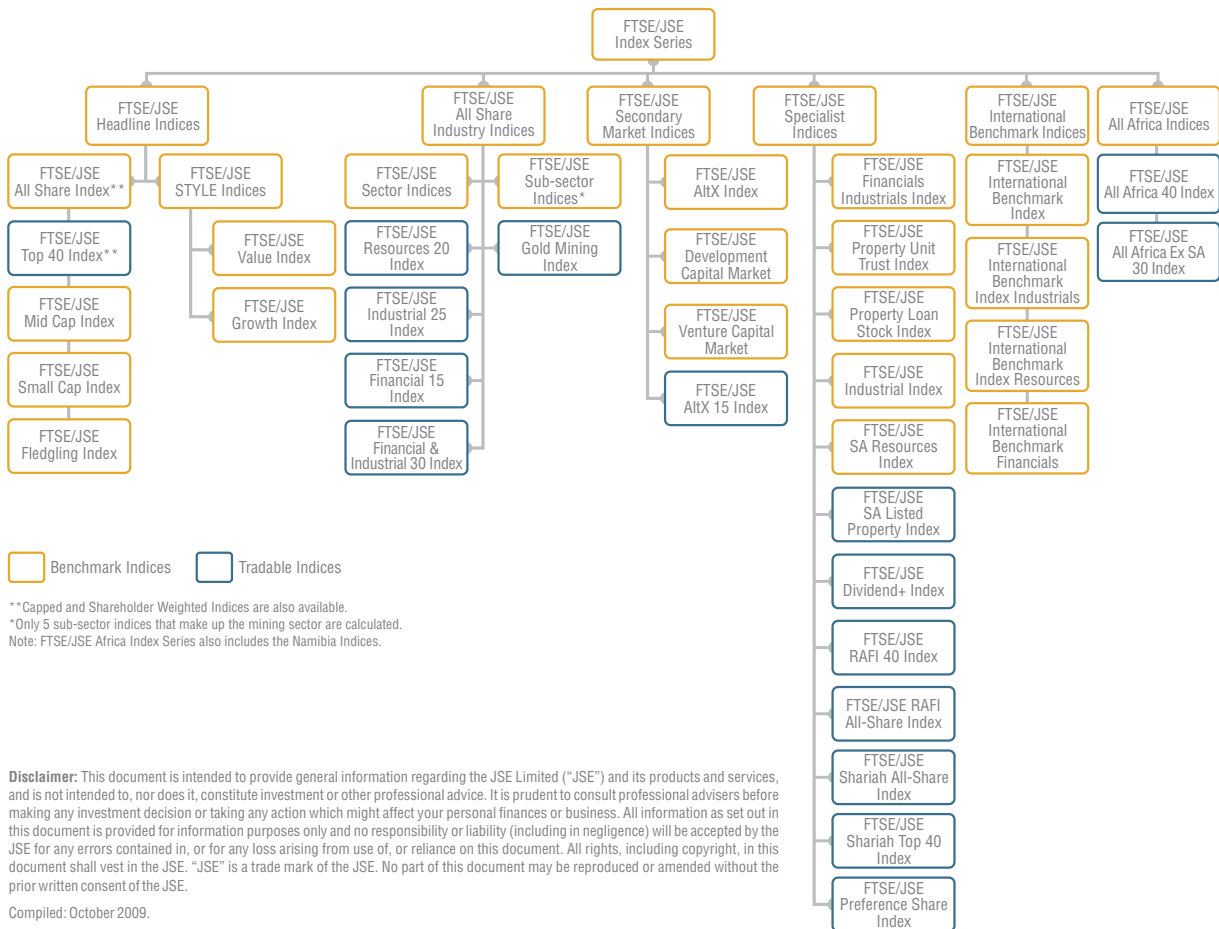 FTSE/JSE
Index Series
FTSE/JSE
Headline Indices
FTSE/JSE
All Share
Industry Indices
FTSE/JSE
Secondary
Market Indices
FTSE/JSE
Specialist
Indices
FTSE/JSE
International
Benchmark Indices
FTSE/JSE
All Africa Indices
FTSE/JSE
All Share Index**
FTSE/JSE
STYLE Indices
FTSE/JSE
Top 40 Index**
FTSE/JSE
Value Index
FTSE/JSE
Mid Cap Index
FTSE/JSE
Growth Index
FTSE/JSE
Small Cap Index
FTSE/JSE
Fledgling Index
FTSE/JSE
Sector Indices
FTSE/JSE
Sub-sector
Indices*
FTSE/JSE
Resources 20
Index
FTSE/JSE
Gold Mining
Index
FTSE/JSE
Industrial 25
Index
FTSE/JSE
Financial 15
Index
FTSE/JSE
Financial &
Industrial 30 Index
FTSE/JSE
AltX Index
FTSE/JSE
Development
Capital Market
FTSE/JSE
Venture Capital
Market
FTSE/JSE
AltX 15 Index
FTSE/JSE
Financials
Industrials Index
FTSE/JSE
Property Unit
Trust Index
FTSE/JSE
Property Loan
Stock Index
FTSE/JSE
Industrial Index
FTSE/JSE
SA Resources
Index
FTSE/JSE
SA Listed
Property Index
FTSE/JSE
Dividend+ Index
FTSE/JSE
RAFI 40 Index
FTSE/JSE RAFI
All-Share Index
FTSE/JSE
Shariah All-Share
Index
FTSE/JSE
Shariah Top 40
Index
FTSE/JSE
Preference Share
Index
FTSE/JSE
International
Benchmark
Index
FTSE/JSE
International
Benchmark
Index Industrials
FTSE/JSE
International
Benchmark
Index Resources
FTSE/JSE
International
Benchmark
Financials
FTSE/JSE
All Africa 40 Index
FTSE/JSE
All Africa Ex SA
30 Index
Benchmark Indices
Tradable Indices
**Capped and Shareholder Weighted Indices are also available.
*Only 5 sub-sector indices that make up the mining sector are calculated.
Note: FTSE/JSE Africa Index Series also includes the Namibia Indices.
Disclaimer: This document is intended to provide general information regarding the JSE Limited (“JSE”) and its products and services,
and is not intended to, nor does it, constitute investment or other professional advice. It is prudent to consult professional advisers before
making any investment decision or taking any action which might affect your personal finances or business. All information as set out in
this document is provided for information purposes only and no responsibility or liability (including in negligence) will be accepted by the
JSE for any errors contained in, or for any loss arising from use of, or reliance on this document. All rights, including copyright, in this
document shall vest in the JSE. “JSE” is a trade mark of the JSE. No part of this document may be reproduced or amended without the
prior written consent of the JSE.
Compiled: October 2009.